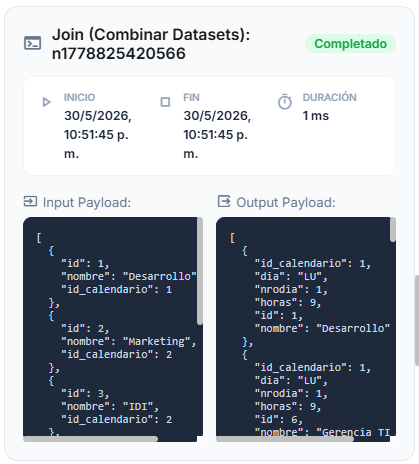 Join (Combinar Datasets):
n1778825420566
Completado
INICIO
30/5/2026,
10:51:45 p.
m.
FIN
30/5/2026,
10:51:45 p.
m.
DURACIÓN
1 ms
Input Payload:
[
{
"id": 1,
"nombre": "Desarrollo"
"id_calendario": 1
},
{
"id": 2,
"nombre": "Marketing",
"id_calendario": 2
},
{
"id": 3,
"nombre": "IDI",
"id_calendario": 2
},
Output Payload:
[
{
"id_calendario": 1,
"dia": "LU",
"nrodia": 1,
"horas": 9,
"id": 1,
"nombre": "Desarrollo"
},
{
"id_calendario": 1,
"dia": "LU",
"nrodia": 1,
"horas": 9,
"id": 6,
"nombre": "Gerencia TI